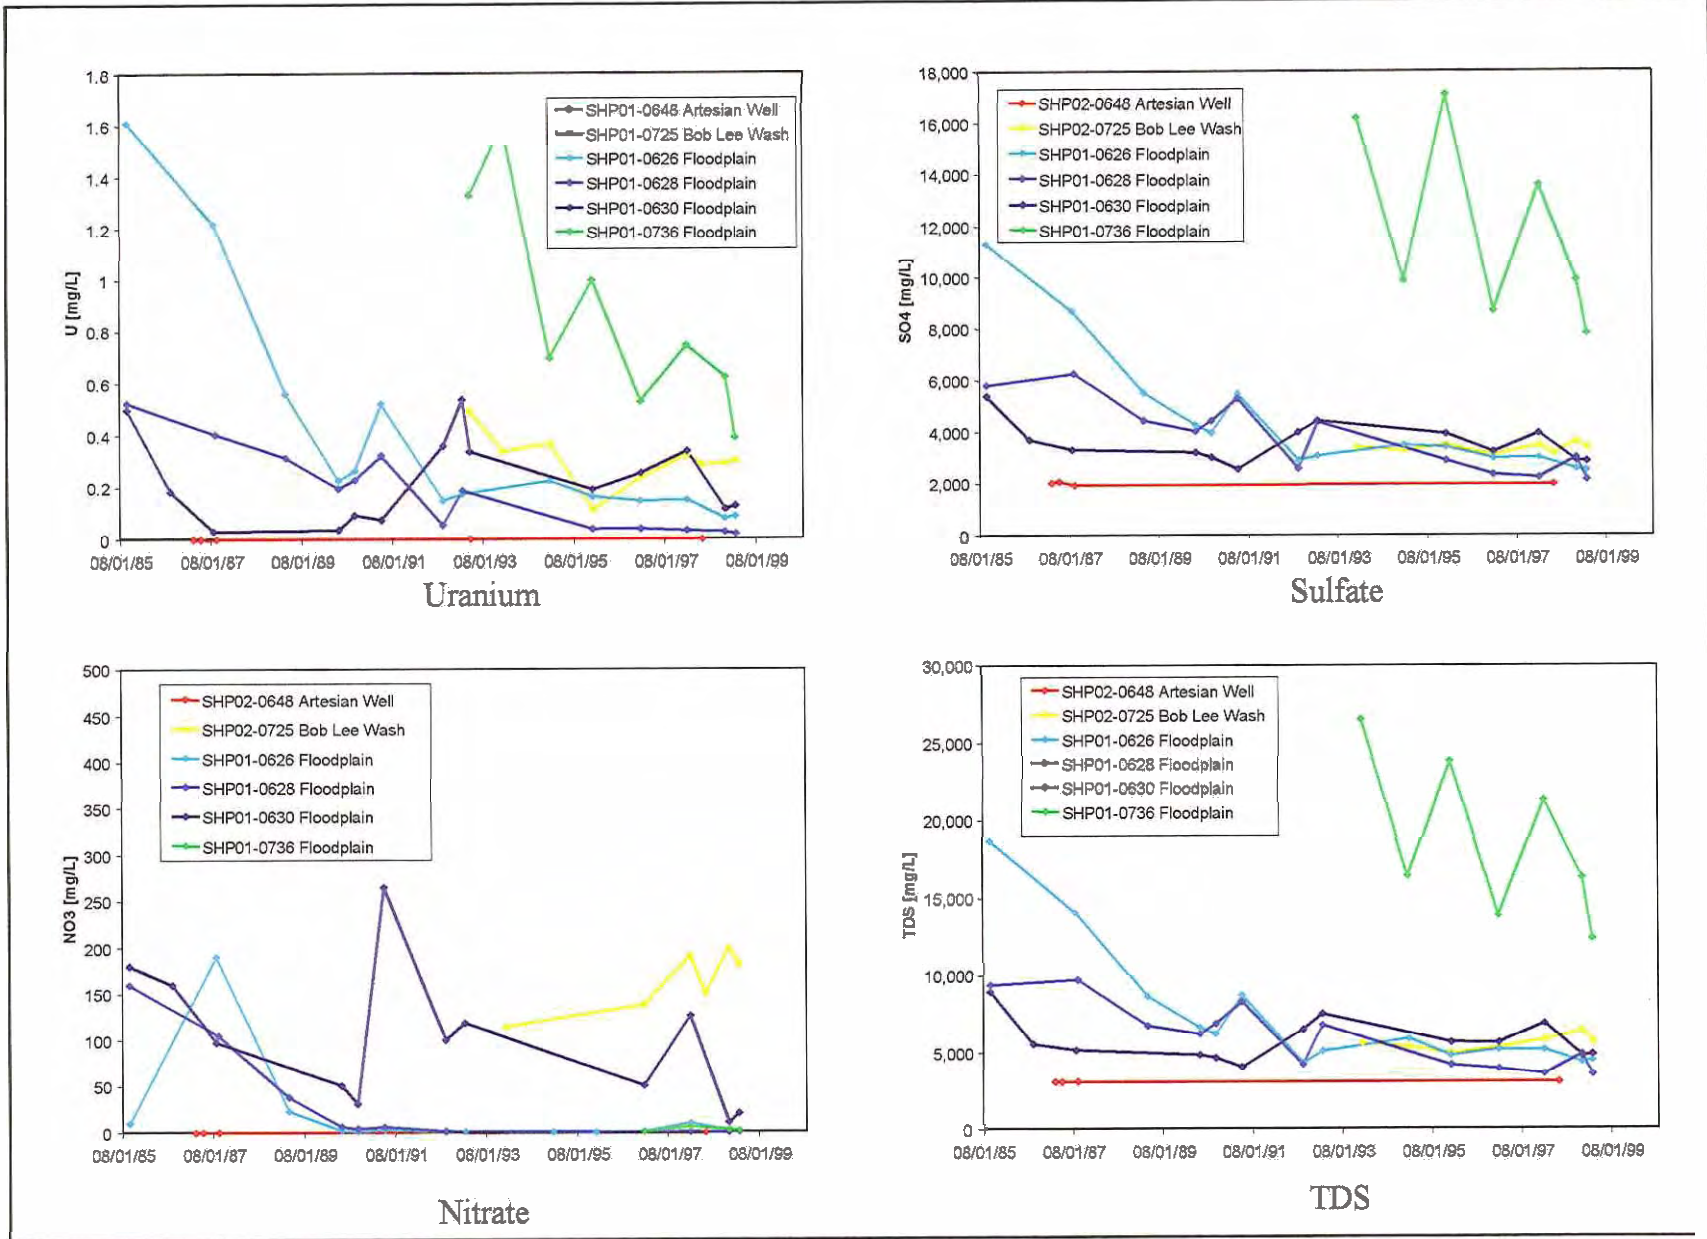 1.8
1.6
1.4
1.2
1
0.8
0.6
0.4
0.2
0
U [mg/L]
SHP01-0648 Artesian Well
SHP01-0725 Bob Lee Wash
SHP01-0626 Floodplain
SHP01-0628 Floodplain
SHP01-0630 Floodplain
SHP01-0736 Floodplain
08/01/85 08/01/87 08/01/89 08/01/91 08/01/93 08/01/95 08/01/97 08/01/99
Uranium
18,000
16,000
14,000
12,000
10,000
8,000
6,000
4,000
2,000
0
SO4 [mg/L]
SHP02-0648 Artesian Well
SHP02-0725 Bob Lee Wash
SHP01-0626 Floodplain
SHP01-0628 Floodplain
SHP01-0630 Floodplain
SHP01-0736 Floodplain
08/01/85 08/01/87 08/01/89 08/01/91 08/01/93 08/01/95 08/01/97 08/01/99
Sulfate
500
450
400
350
300
250
200
150
100
50
0
NO3 [mg/L]
SHP02-0648 Artesian Well
SHP02-0725 Bob Lee Wash
SHP01-0626 Floodplain
SHP01-0628 Floodplain
SHP01-0630 Floodplain
SHP01-0736 Floodplain
08/01/85 08/01/87 08/01/89 08/01/91 08/01/93 08/01/95 08/01/97 08/01/99
Nitrate
30,000
25,000
20,000
15,000
10,000
5,000
0
TDS [mg/L]
SHP02-0648 Artesian Well
SHP02-0725 Bob Lee Wash
SHP01-0626 Floodplain
SHP01-0628 Floodplain
SHP01-0630 Floodplain
SHP01-0736 Floodplain
08/01/85 08/01/87 08/01/89 08/01/91 08/01/93 08/01/95 08/01/97 08/01/99
TDS